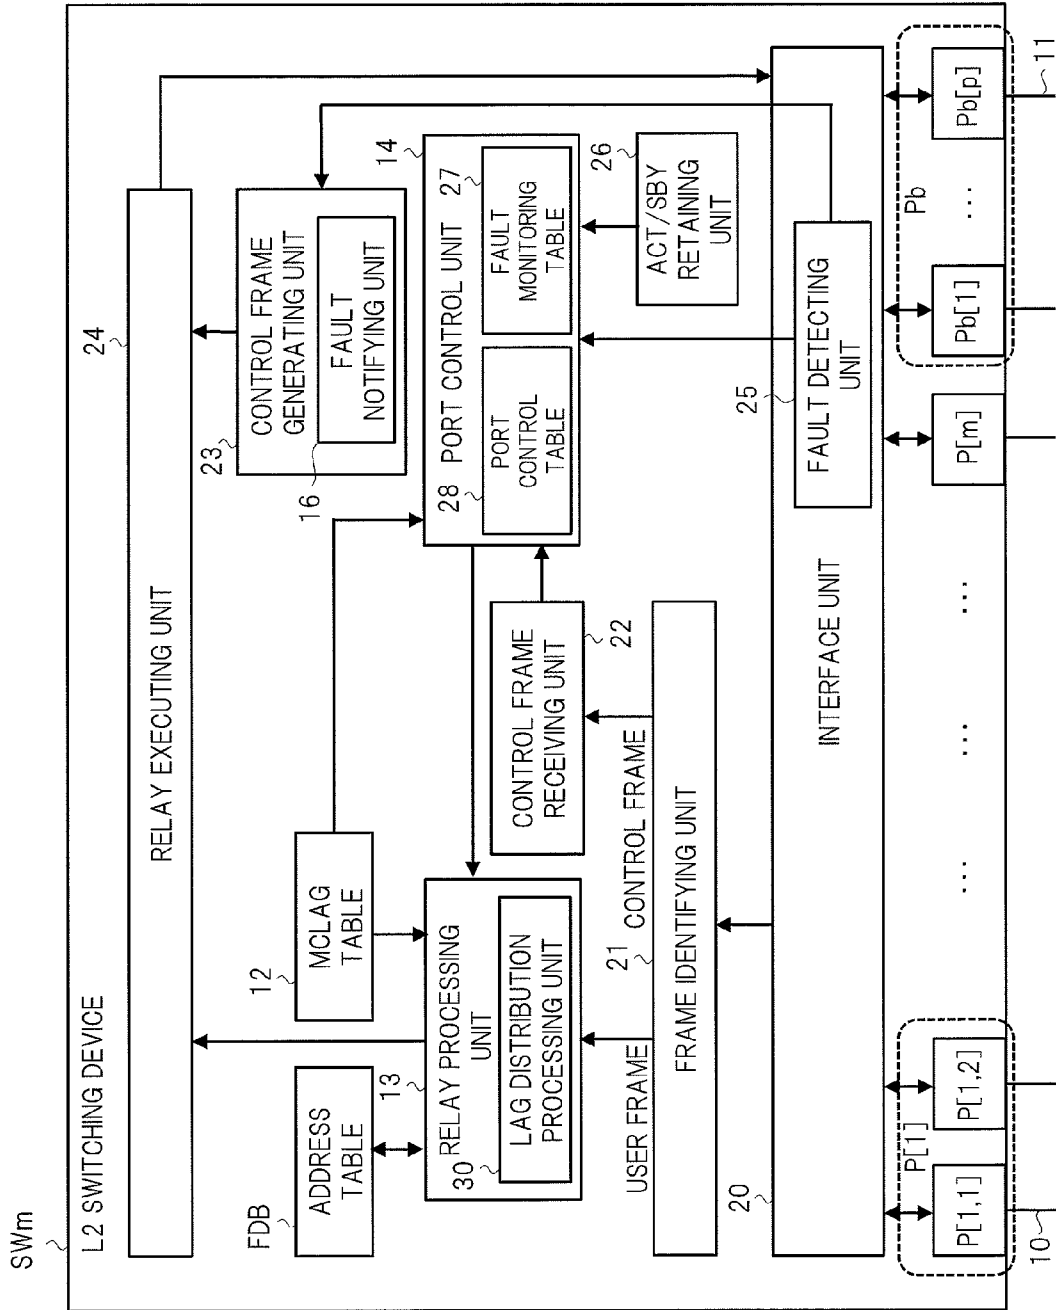 SWm
L2 SWITCHING DEVICE
RELAY EXECUTING UNIT
24
FDB
ADDRESS
TABLE
12
MCLAG
TABLE
23
CONTROL FRAME
GENERATING UNIT
16
FAULT
NOTIFYING UNIT
13
RELAY PROCESSING
UNIT
30
LAG DISTRIBUTION
PROCESSING UNIT
14
PORT CONTROL UNIT
28
PORT
CONTROL
TABLE
27
FAULT
MONITORING
TABLE
CONTROL FRAME
RECEIVING UNIT
22
26
ACT/SBY
RETAINING
UNIT
USER FRAME
CONTROL FRAME
21
FRAME IDENTIFYING UNIT
20
INTERFACE UNIT
25
FAULT DETECTING
UNIT
P[1]
P[1,1]
P[1,2]
...
...
...
P[m]
Pb
Pb[1]
...
Pb[p]
10
11